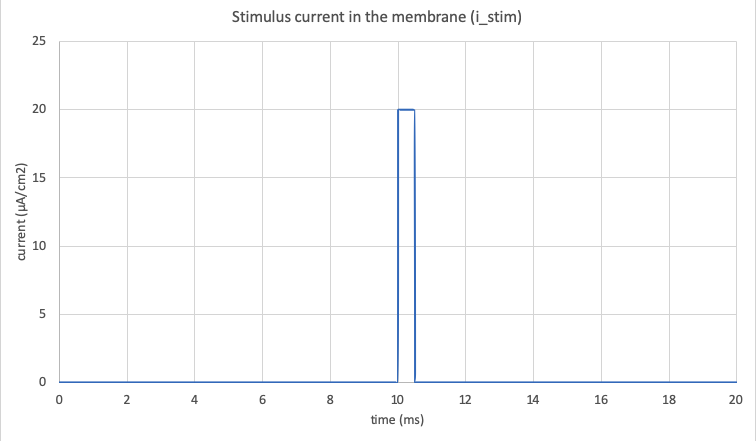 Stimulus current in the membrane (i_stim)
25
20
15
10
5
0
current (µA/cm2)
0 2 4 6 8 10 12 14 16 18 20
time (ms)